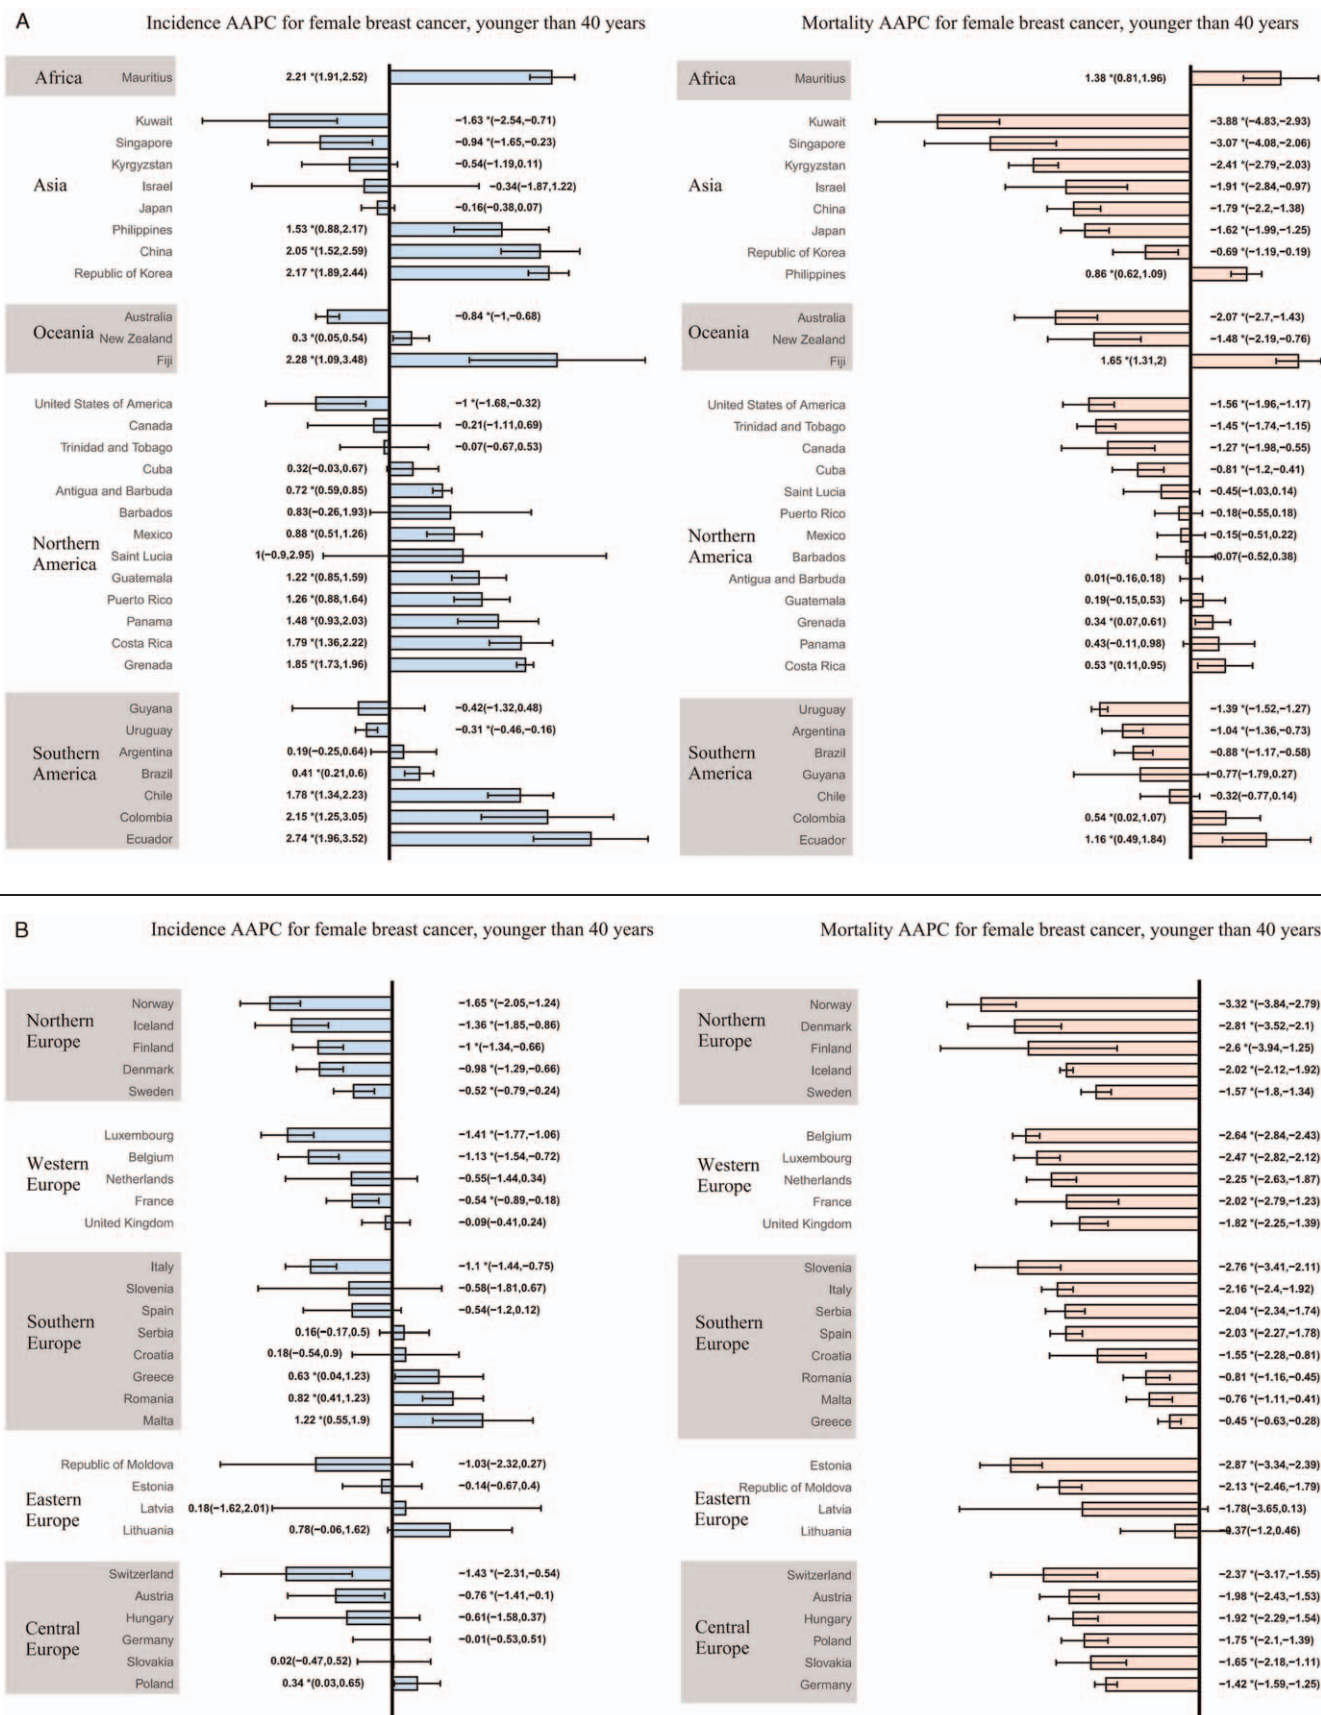 A
Incidence AAPC for female breast cancer, younger than 40 years
Africa
Mauritius 2.21 *(1.91,2.52)
Asia
Kuwait −1.63 *(−2.54,−0.71)
Singapore −0.94 *(−1.65,−0.23)
Kyrgyzstan −0.54(−1.19,0.11)
Israel −0.34(−1.87,1.22)
Japan −0.16(−0.38,0.07)
Philippines 1.53 *(0.88,2.17)
China 2.05 *(1.52,2.59)
Republic of Korea 2.17 *(1.89,2.44)
Oceania
Australia −0.84 *(−1,−0.68)
New Zealand 0.3 *(0.05,0.54)
Fiji 2.28 *(1.09,3.48)
Northern
America
United States of America −1 *(−1.68,−0.32)
Canada −0.21(−1.11,0.69)
Trinidad and Tobago −0.07(−0.67,0.53)
Cuba 0.32(−0.03,0.67)
Antigua and Barbuda 0.72 *(0.59,0.85)
Barbados 0.83(−0.26,1.93)
Mexico 0.88 *(0.51,1.26)
Saint Lucia 1(−0.9,2.95)
Guatemala 1.22 *(0.85,1.59)
Puerto Rico 1.26 *(0.88,1.64)
Panama 1.48 *(0.93,2.03)
Costa Rica 1.79 *(1.36,2.22)
Grenada 1.85 *(1.73,1.96)
Southern
America
Guyana −0.42(−1.32,0.48)
Uruguay −0.31 *(−0.46,−0.16)
Argentina 0.19(−0.25,0.64)
Brazil 0.41 *(0.21,0.6)
Chile 1.78 *(1.34,2.23)
Colombia 2.15 *(1.25,3.05)
Ecuador 2.74 *(1.96,3.52)
Mortality AAPC for female breast cancer, younger than 40 years
Africa
Mauritius 1.38 *(0.81,1.96)
Asia
Kuwait −3.88 *(−4.83,−2.93)
Singapore −3.07 *(−4.08,−2.06)
Kyrgyzstan −2.41 *(−2.79,−2.03)
Israel −1.91 *(−2.84,−0.97)
China −1.79 *(−2.2,−1.38)
Japan −1.62 *(−1.99,−1.25)
Republic of Korea −0.69 *(−1.19,−0.19)
Philippines 0.86 *(0.62,1.09)
Oceania
Australia −2.07 *(−2.7,−1.43)
New Zealand −1.48 *(−2.19,−0.76)
Fiji 1.65 *(1.31,2)
Northern
America
United States of America −1.56 *(−1.96,−1.17)
Trinidad and Tobago −1.45 *(−1.74,−1.15)
Canada −1.27 *(−1.98,−0.55)
Cuba −0.81 *(−1.2,−0.41)
Saint Lucia −0.45(−1.03,0.14)
Puerto Rico −0.18(−0.55,0.18)
Mexico −0.15(−0.51,0.22)
Barbados −0.07(−0.52,0.38)
Antigua and Barbuda 0.01(−0.16,0.18)
Guatemala 0.19(−0.15,0.53)
Grenada 0.34 *(0.07,0.61)
Panama 0.43(−0.11,0.98)
Costa Rica 0.53 *(0.11,0.95)
Southern
America
Uruguay −1.39 *(−1.52,−1.27)
Argentina −1.04 *(−1.36,−0.73)
Brazil −0.88 *(−1.17,−0.58)
Guyana −0.77(−1.79,0.27)
Chile −0.32(−0.77,0.14)
Colombia 0.54 *(0.02,1.07)
Ecuador 1.16 *(0.49,1.84)
B
Incidence AAPC for female breast cancer, younger than 40 years
Northern
Europe
Norway −1.65 *(−2.05,−1.24)
Iceland −1.36 *(−1.85,−0.86)
Finland −1 *(−1.34,−0.66)
Denmark −0.98 *(−1.29,−0.66)
Sweden −0.52 *(−0.79,−0.24)
Western
Europe
Luxembourg −1.41 *(−1.77,−1.06)
Belgium −1.13 *(−1.54,−0.72)
Netherlands −0.55(−1.44,0.34)
France −0.54 *(−0.89,−0.18)
United Kingdom −0.09(−0.41,0.24)
Southern
Europe
Italy −1.1 *(−1.44,−0.75)
Slovenia −0.58(−1.81,0.67)
Spain −0.54(−1.2,0.12)
Serbia 0.16(−0.17,0.5)
Croatia 0.18(−0.54,0.9)
Greece 0.63 *(0.04,1.23)
Romania 0.82 *(0.41,1.23)
Malta 1.22 *(0.55,1.9)
Eastern
Europe
Republic of Moldova −1.03(−2.32,0.27)
Estonia −0.14(−0.67,0.4)
Latvia 0.18(−1.62,2.01)
Lithuania 0.78(−0.06,1.62)
Central
Europe
Switzerland −1.43 *(−2.31,−0.54)
Austria −0.76 *(−1.41,−0.1)
Hungary −0.61(−1.58,0.37)
Germany −0.01(−0.53,0.51)
Slovakia 0.02(−0.47,0.52)
Poland 0.34 *(0.03,0.65)
Mortality AAPC for female breast cancer, younger than 40 years
Northern
Europe
Norway −3.32 *(−3.84,−2.79)
Denmark −2.81 *(−3.52,−2.1)
Finland −2.6 *(−3.94,−1.25)
Iceland −2.02 *(−2.12,−1.92)
Sweden −1.57 *(−1.8,−1.34)
Western
Europe
Belgium −2.64 *(−2.84,−2.43)
Luxembourg −2.47 *(−2.82,−2.12)
Netherlands −2.25 *(−2.63,−1.87)
France −2.02 *(−2.79,−1.23)
United Kingdom −1.82 *(−2.25,−1.39)
Southern
Europe
Slovenia −2.76 *(−3.41,−2.11)
Italy −2.16 *(−2.4,−1.92)
Serbia −2.04 *(−2.34,−1.74)
Spain −2.03 *(−2.27,−1.78)
Croatia −1.55 *(−2.28,−0.81)
Romania −0.81 *(−1.16,−0.45)
Malta −0.76 *(−1.11,−0.41)
Greece −0.45 *(−0.63,−0.28)
Eastern
Europe
Estonia −2.87 *(−3.34,−2.39)
Republic of Moldova −2.13 *(−2.46,−1.79)
Latvia −1.78(−3.65,0.13)
Lithuania −0.37(−1.2,0.46)
Central
Europe
Switzerland −2.37 *(−3.17,−1.55)
Austria −1.98 *(−2.43,−1.53)
Hungary −1.92 *(−2.29,−1.54)
Poland −1.75 *(−2.1,−1.39)
Slovakia −1.65 *(−2.18,−1.11)
Germany −1.42 *(−1.59,−1.25)